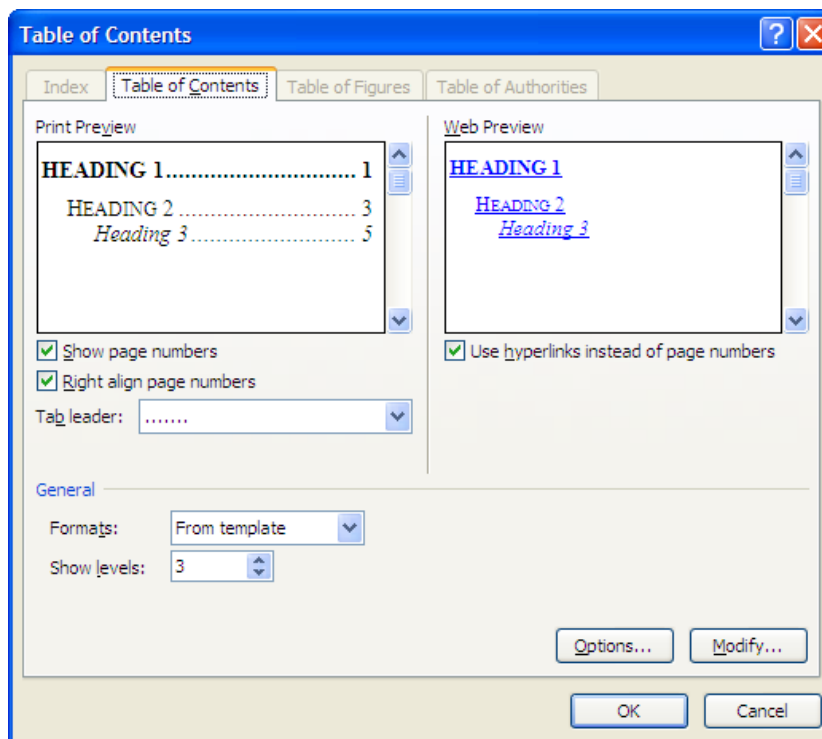 Table of Contents
Index Table of Contents Table of Figures Table of Authorities
Print Preview
HEADING 1.............................. 1
HEADING 2 ............................ 3
Heading 3 .......................... 5
Show page numbers
Right align page numbers
Tab leader: .......
Web Preview
HEADING 1
HEADING 2
Heading 3
Use hyperlinks instead of page numbers
General
Formats: From template
Show levels: 3
Options... Modify...
OK Cancel